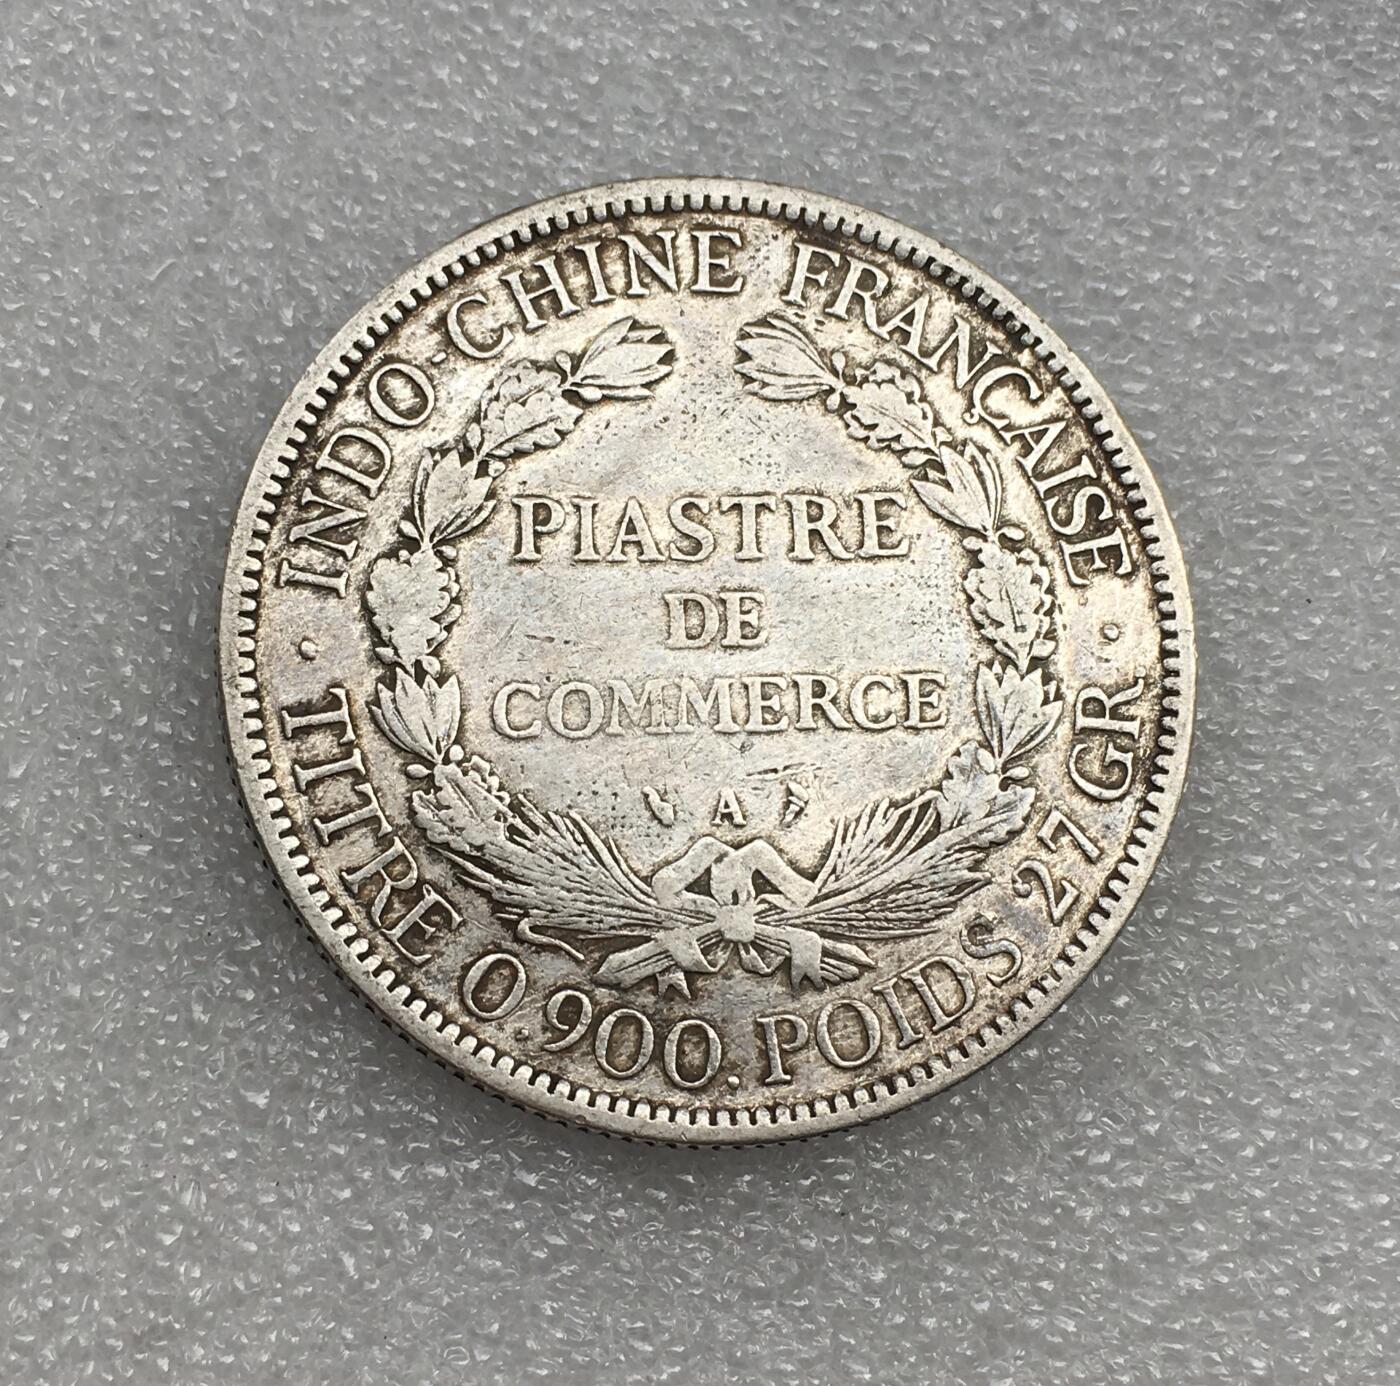 INDO-CHINE FRANÇAISE
PIASTRE
DE
COMMERCE
A
TITRE 0.900. POIDS 27 GR.